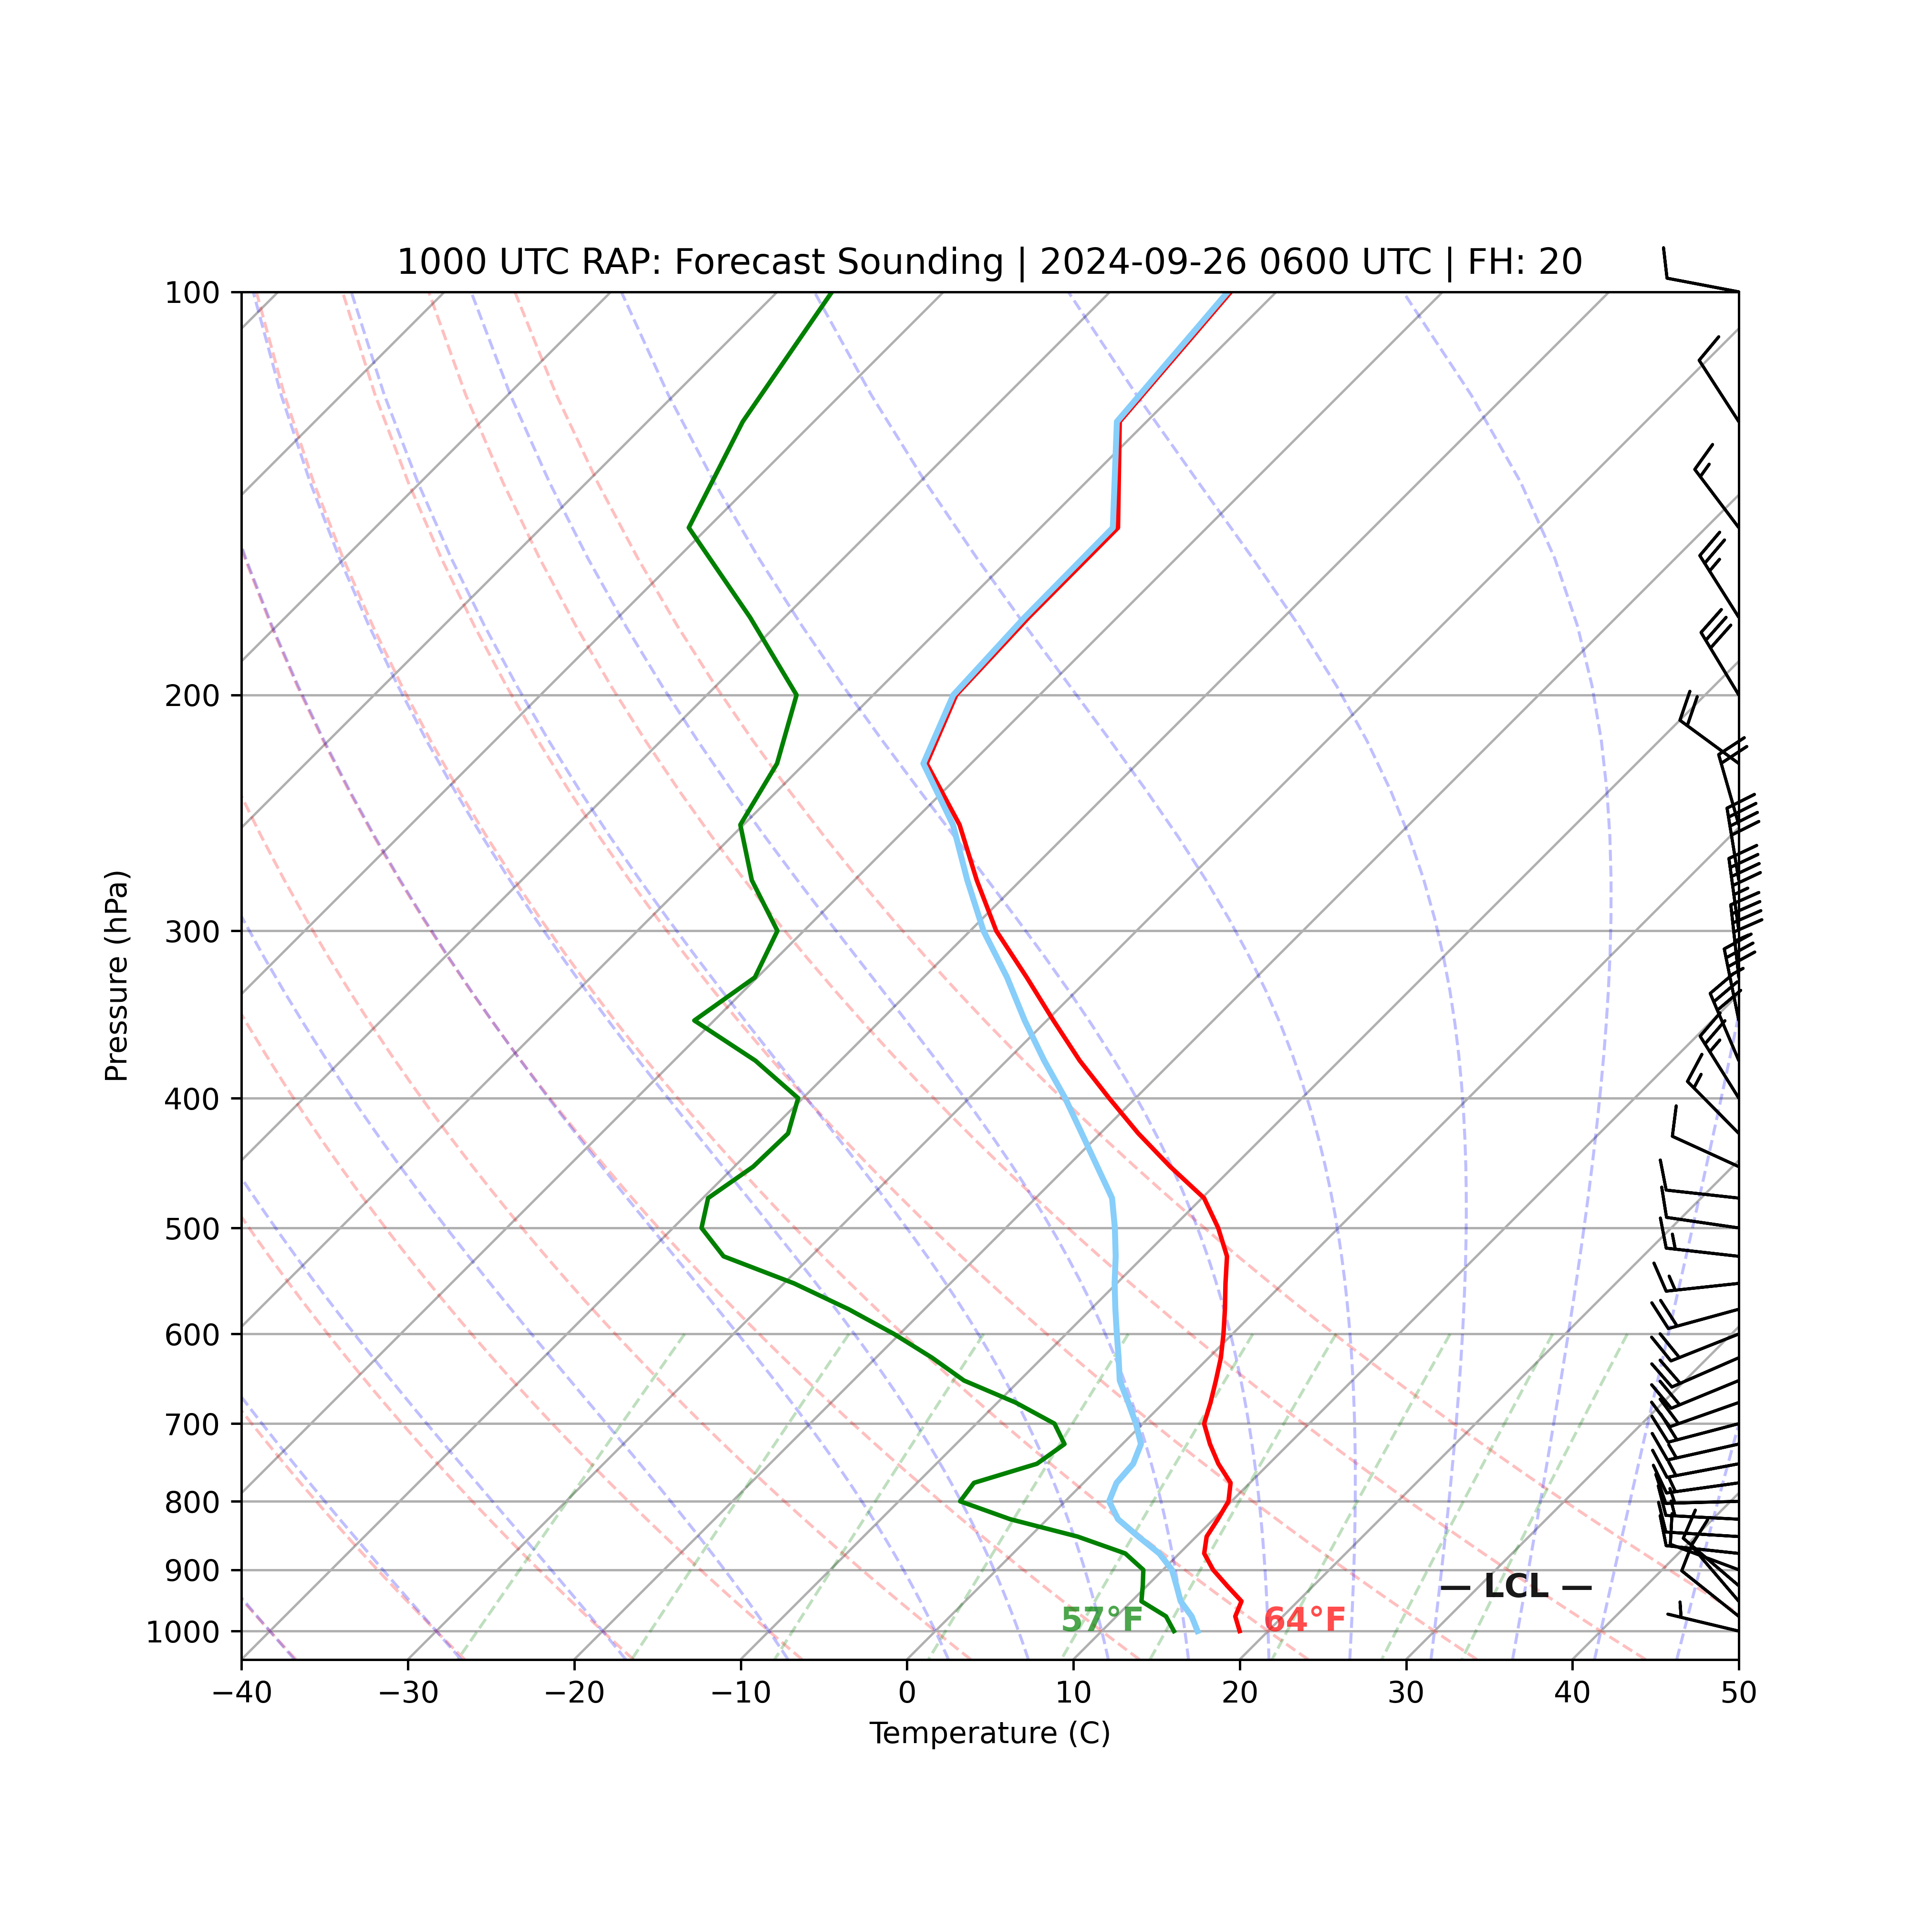 1000 UTC RAP: Forecast Sounding | 2024-09-26 0600 UTC | FH: 20
100
200
300
400
500
600
700
800
900
1000
Pressure (hPa)
— LCL —
57°F
64°F
−40 −30 −20 −10 0 10 20 30 40 50
Temperature (C)